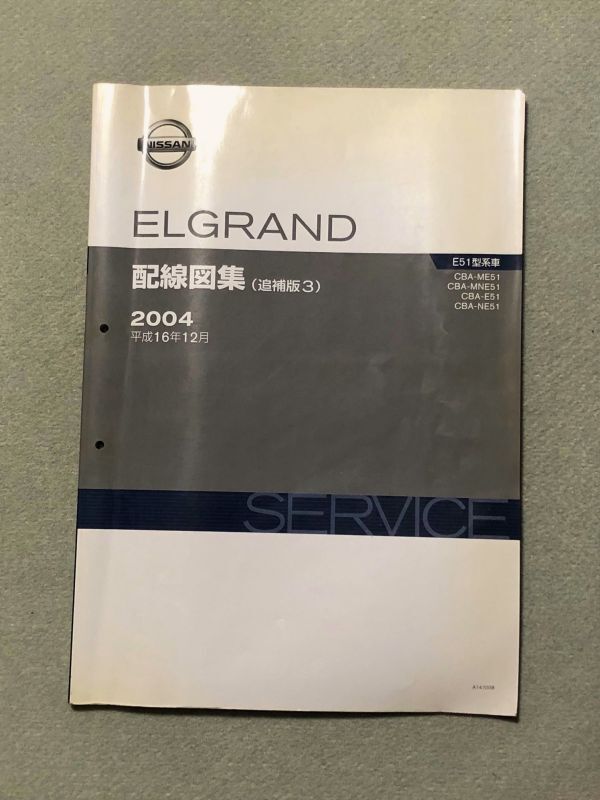 NISSAN
ELGRAND
E51型系車
CBA-ME51
CBA-MNE51
CBA-E51
CBA-NE51
配線図集(追補版3)
2004
平成16年12月
SERVICE